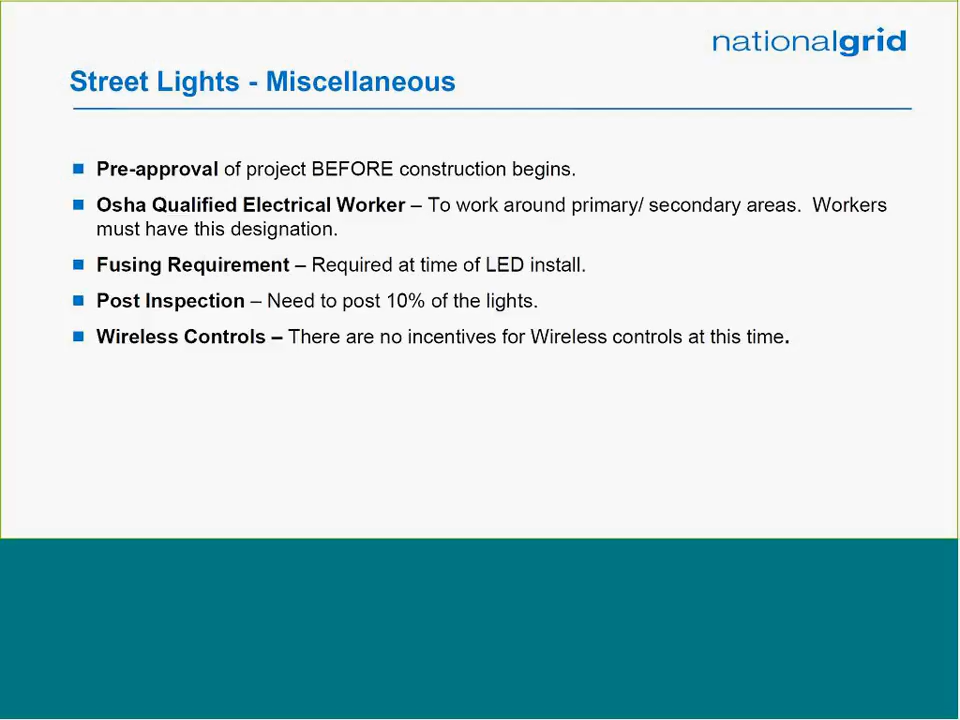 nationalgrid
Street Lights - Miscellaneous
Pre-approval of project BEFORE construction begins.
Osha Qualified Electrical Worker – To work around primary/ secondary areas.  Workers
must have this designation.
Fusing Requirement – Required at time of LED install.
Post Inspection – Need to post 10% of the lights.
Wireless Controls – There are no incentives for Wireless controls at this time.